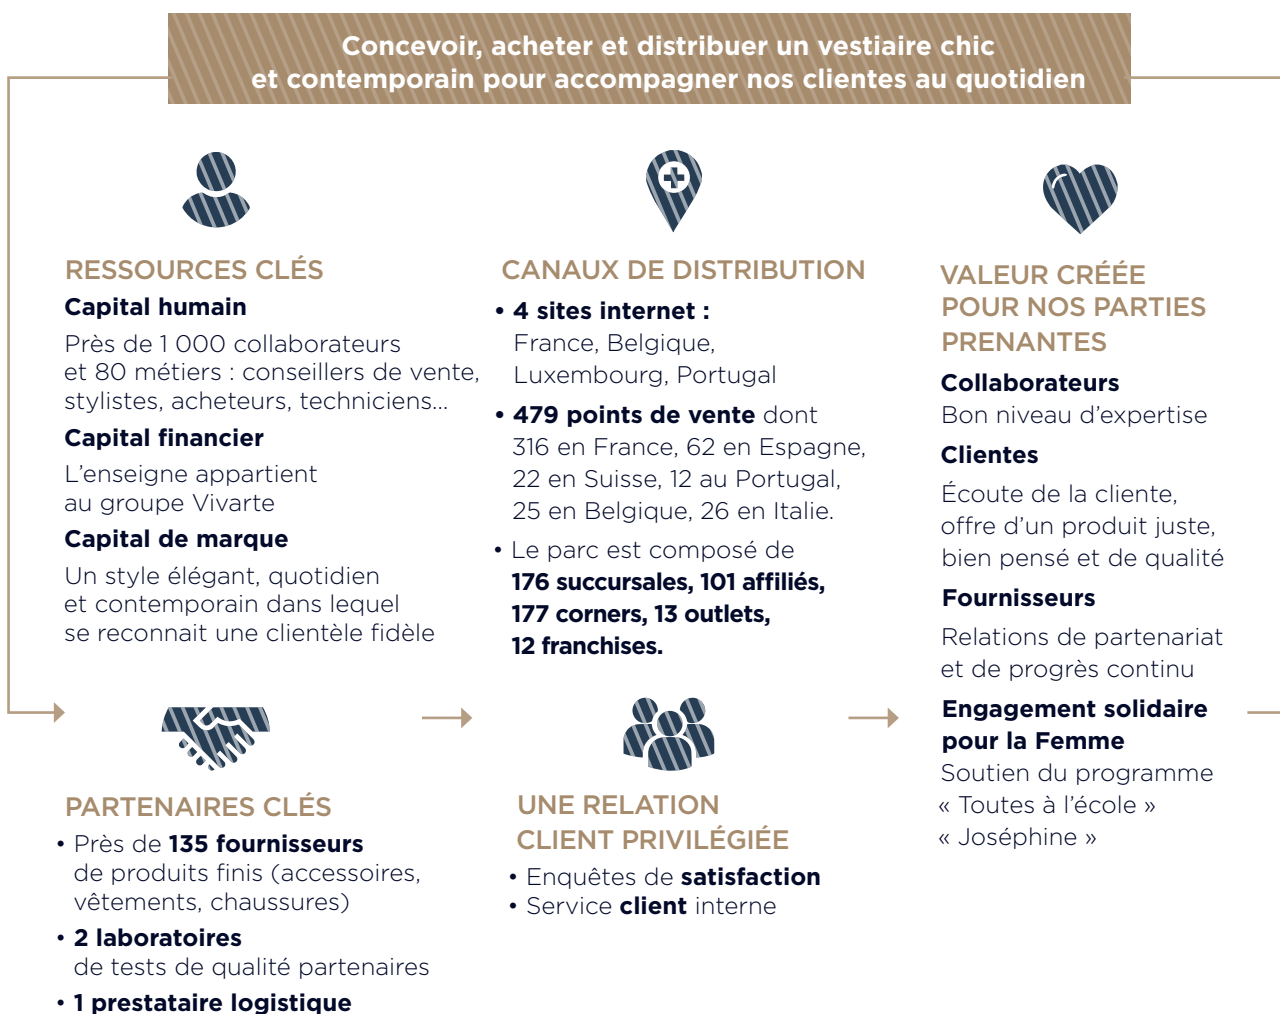 Concevoir, acheter et distribuer un vestiaire chic
et contemporain pour accompagner nos clientes au quotidien
RESSOURCES CLÉS
Capital humain
Près de 1 000 collaborateurs
et 80 métiers : conseillers de vente,
stylistes, acheteurs, techniciens...
Capital financier
L’enseigne appartient
au groupe Vivarte
Capital de marque
Un style élégant, quotidien
et contemporain dans lequel
se reconnait une clientèle fidèle
PARTENAIRES CLÉS
• Près de 135 fournisseurs
de produits finis (accessoires,
vêtements, chaussures)
• 2 laboratoires
de tests de qualité partenaires
• 1 prestataire logistique
CANAUX DE DISTRIBUTION
• 4 sites internet :
France, Belgique,
Luxembourg, Portugal
• 479 points de vente dont
316 en France, 62 en Espagne,
22 en Suisse, 12 au Portugal,
25 en Belgique, 26 en Italie.
• Le parc est composé de
176 succursales, 101 affiliés,
177 corners, 13 outlets,
12 franchises.
UNE RELATION
CLIENT PRIVILÉGIÉE
• Enquêtes de satisfaction
• Service client interne
VALEUR CRÉÉE
POUR NOS PARTIES
PRENANTES
Collaborateurs
Bon niveau d’expertise
Clientes
Écoute de la cliente,
offre d’un produit juste,
bien pensé et de qualité
Fournisseurs
Relations de partenariat
et de progrès continu
Engagement solidaire
pour la Femme
Soutien du programme
« Toutes à l’école »
« Joséphine »